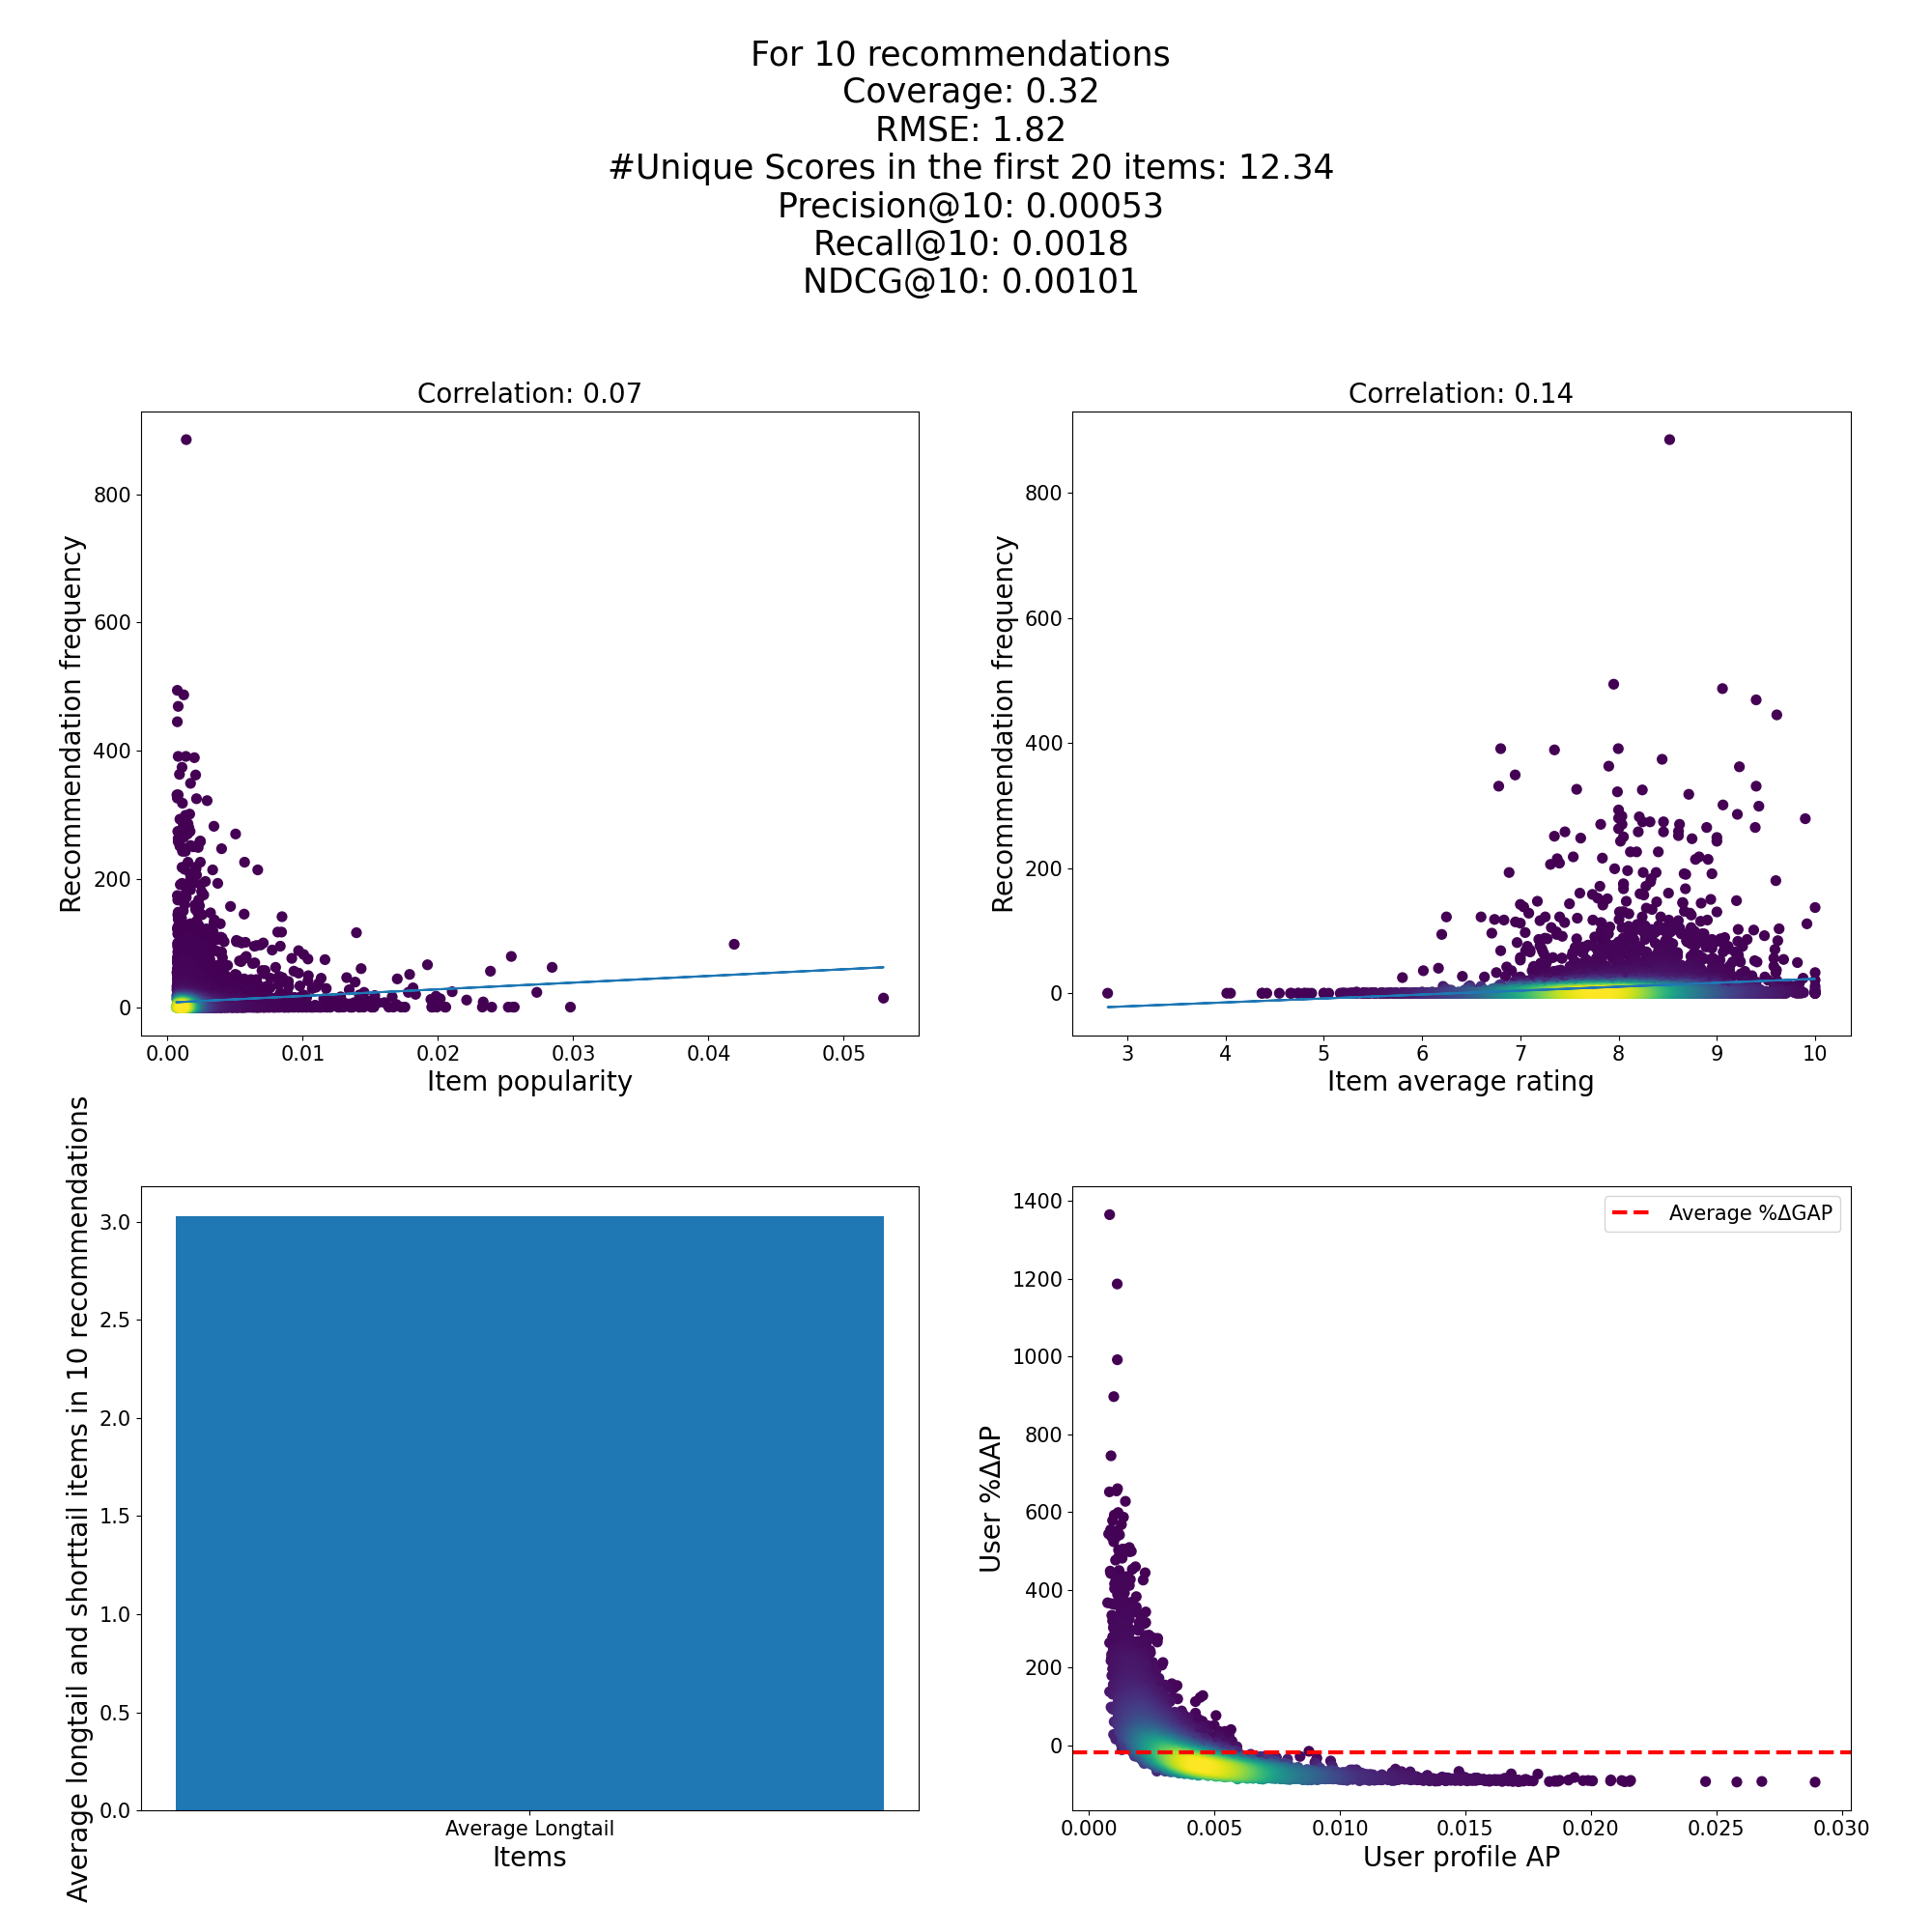 For 10 recommendations
Coverage: 0.32
RMSE: 1.82
#Unique Scores in the first 20 items: 12.34
Precision@10: 0.00053
Recall@10: 0.0018
NDCG@10: 0.00101
Correlation: 0.07
Recommendation frequency
800
600
400
200
0
0.00 0.01 0.02 0.03 0.04 0.05
Item popularity
Correlation: 0.14
Recommendation frequency
800
600
400
200
0
3 4 5 6 7 8 9 10
Item average rating
Average longtail and shorttail items in 10 recommendations
3.0
2.5
2.0
1.5
1.0
0.5
0.0
Average Longtail
Items
User %ΔAP
1400
1200
1000
800
600
400
200
0
Average %ΔGAP
0.000 0.005 0.010 0.015 0.020 0.025 0.030
User profile AP